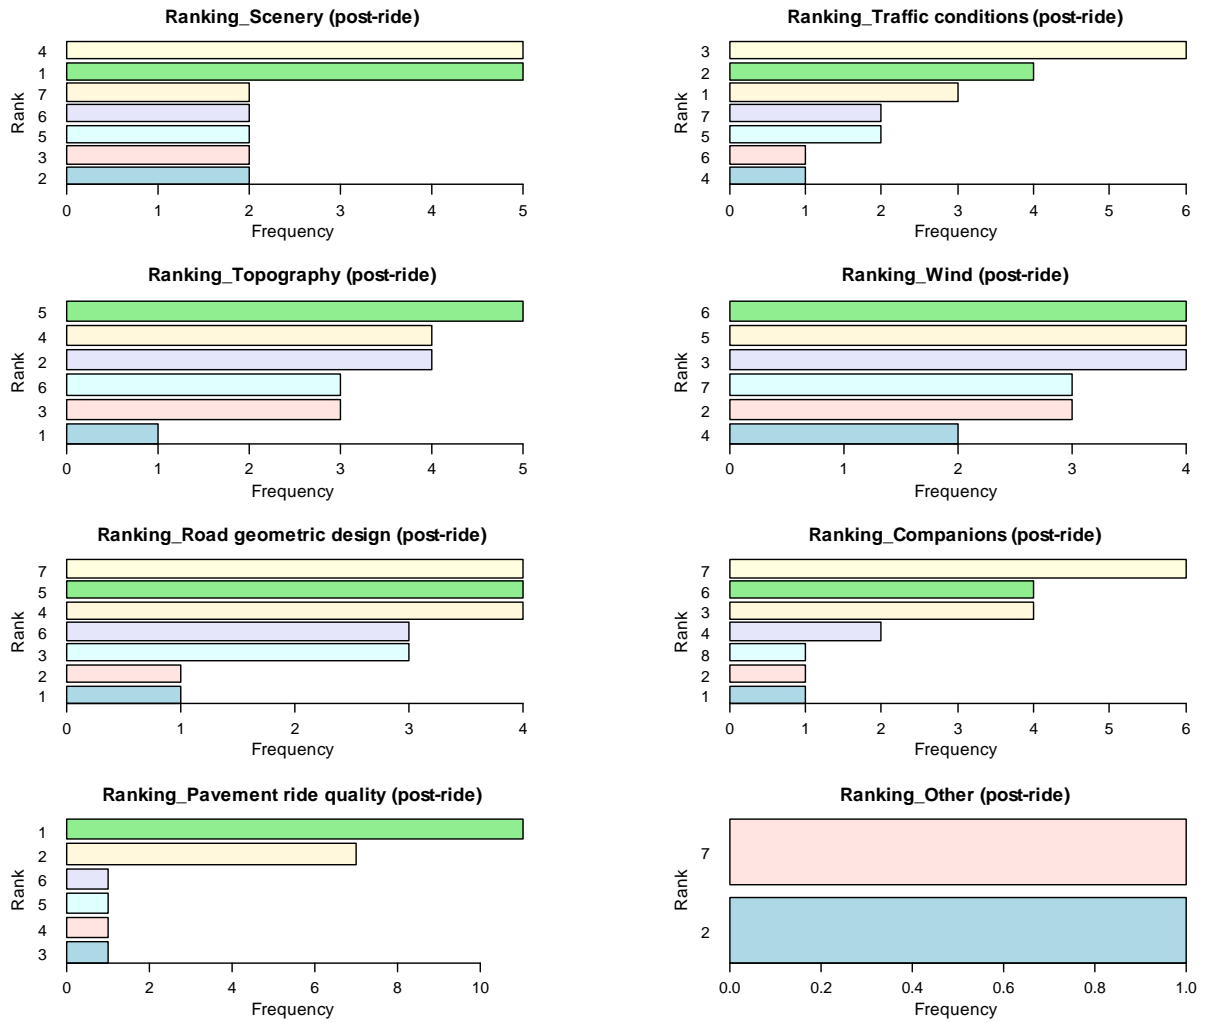 Ranking_Scenery (post-ride)
4
1
7
6
5
3
2
Rank
0 1 2 3 4 5
Frequency
Ranking_Traffic conditions (post-ride)
3
2
1
7
5
6
4
Rank
0 1 2 3 4 5 6
Frequency
Ranking_Topography (post-ride)
5
4
2
6
3
1
Rank
0 1 2 3 4 5
Frequency
Ranking_Wind (post-ride)
6
5
3
7
2
4
Rank
0 1 2 3 4
Frequency
Ranking_Road geometric design (post-ride)
7
5
4
6
3
2
1
Rank
0 1 2 3 4
Frequency
Ranking_Companions (post-ride)
7
6
3
4
8
2
1
Rank
0 1 2 3 4 5 6
Frequency
Ranking_Pavement ride quality (post-ride)
1
2
6
5
4
3
Rank
0 2 4 6 8 10
Frequency
Ranking_Other (post-ride)
7
2
Rank
0.0 0.2 0.4 0.6 0.8 1.0
Frequency